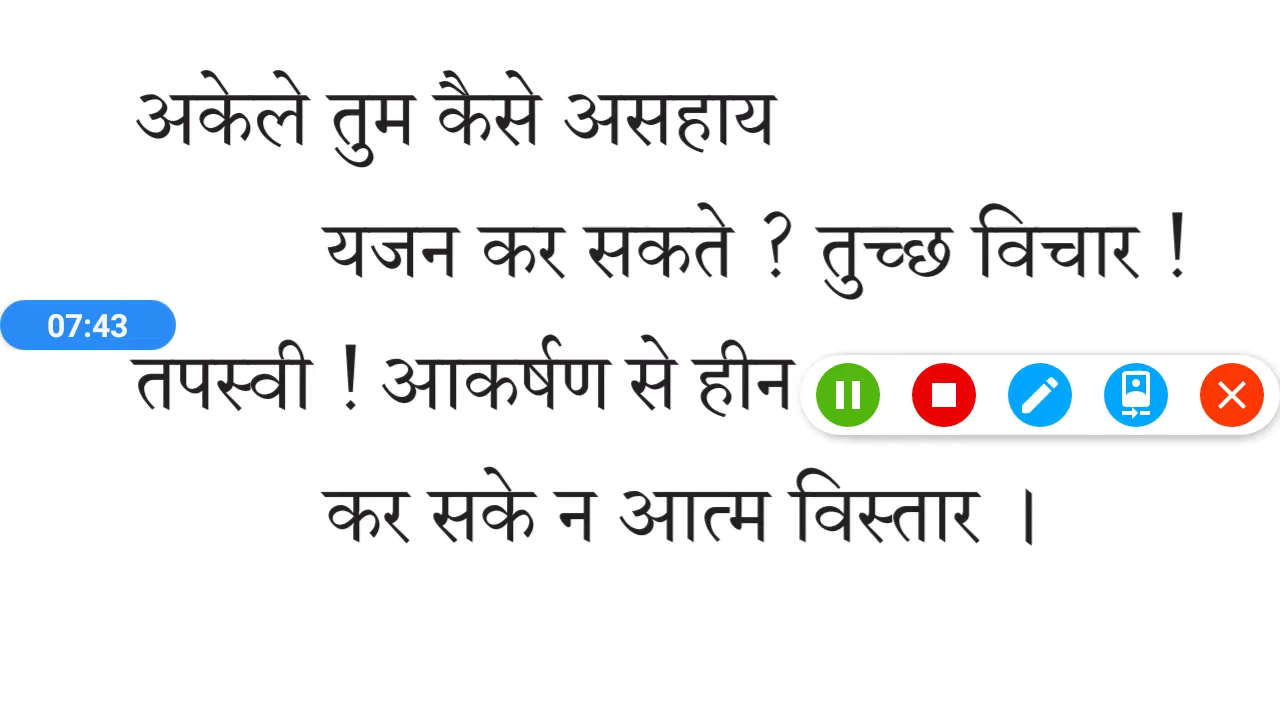 अकेले तुम कैसे असहाय
यजन कर सकते ? तुच्छ विचार !
07:43
तपस्वी ! आकर्षण से हीन
कर सके न आत्म विस्तार ।